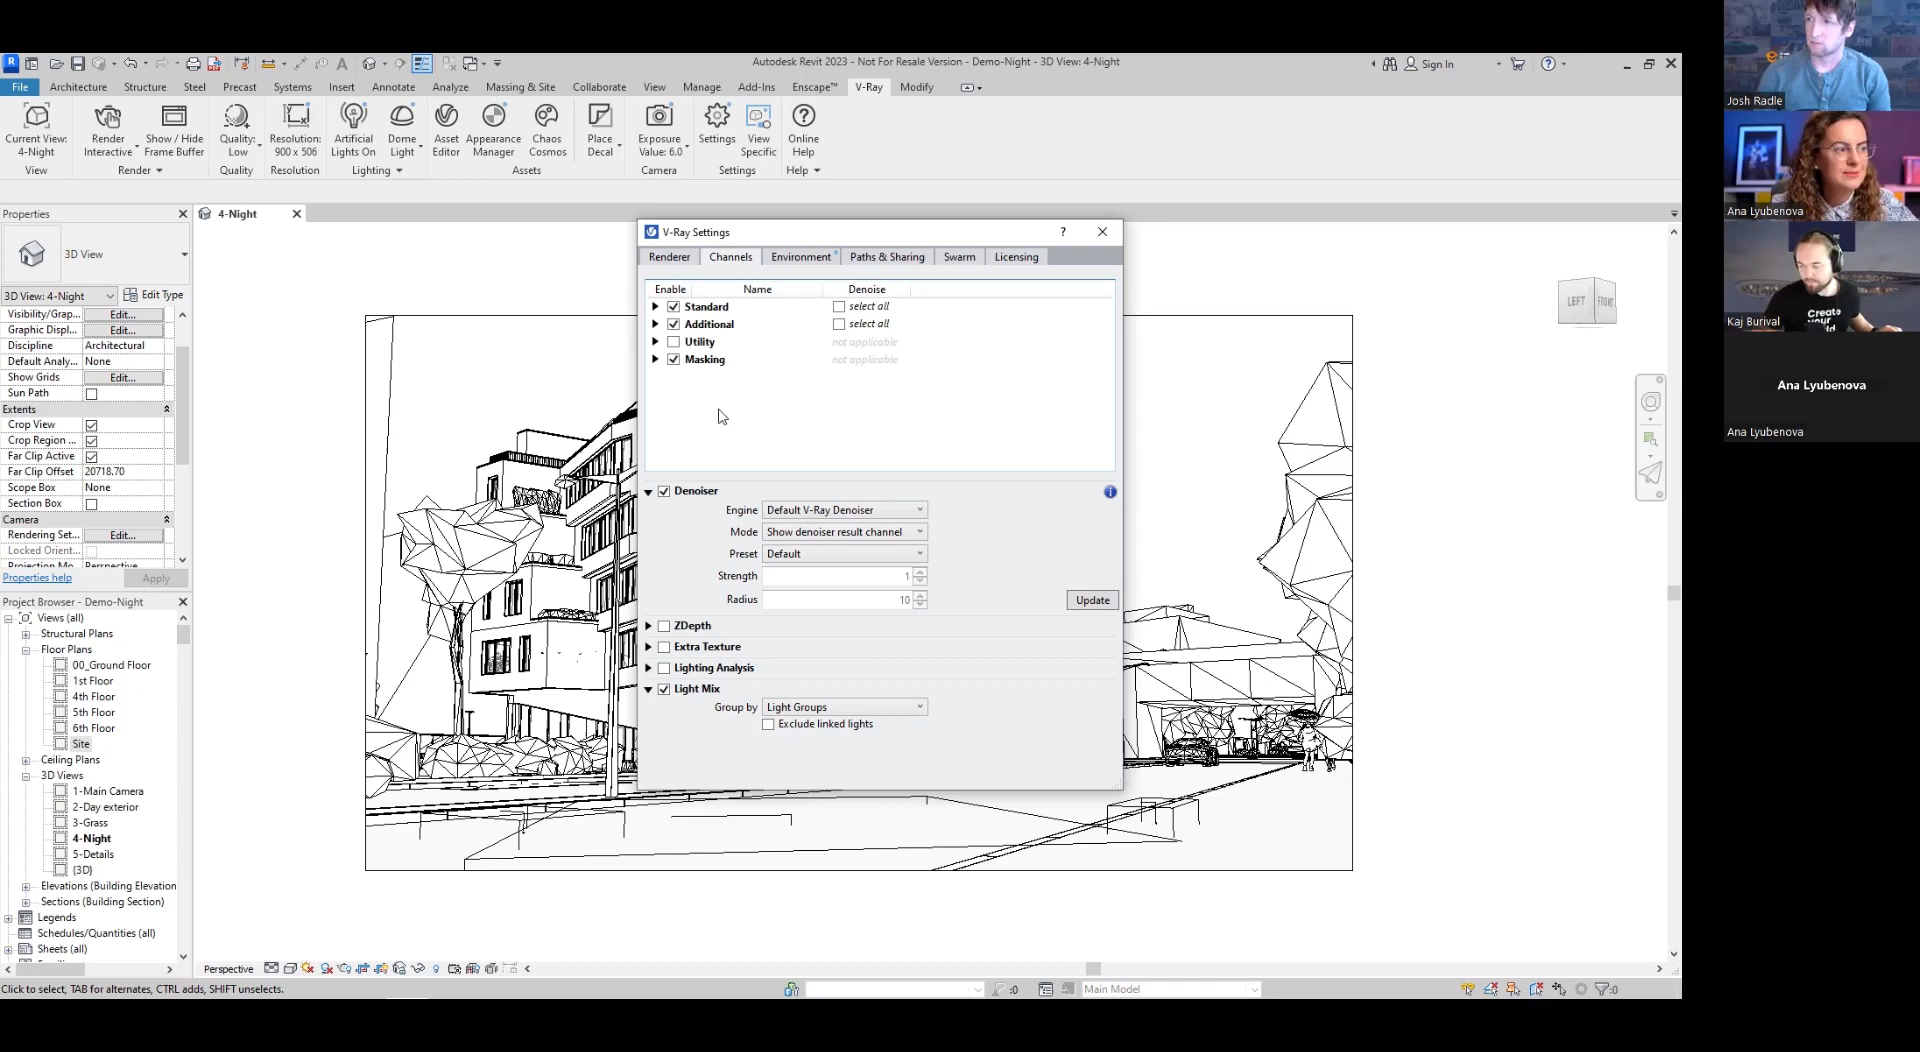 Autodesk Revit 2023 - Not For Resale Version - Demo-Night - 3D View: 4-Night
Sign In
File Architecture Structure Steel Precast Systems Insert Annotate Analyze Massing & Site Collaborate View Manage Add-Ins Enscape™ V-Ray Modify
Current View: 4-Night
Render Interactive
Show / Hide Frame Buffer
Quality: Low
Resolution: 900 x 506
Artificial Lights On
Dome Light
Asset Editor
Appearance Manager
Chaos Cosmos
Place Decal
Exposure Value: 6.0
Settings
View Specific
Online Help
View Render Quality Resolution Lighting Assets Camera Settings Help
Properties
3D View
3D View: 4-Night Edit Type
Visibility/Grap... Edit...
Graphic Displ... Edit...
Discipline Architectural
Default Analy... None
Show Grids Edit...
Sun Path
Extents
Crop View
Crop Region ...
Far Clip Active
Far Clip Offset 20718.70
Scope Box None
Section Box
Camera
Rendering Set... Edit...
Locked Orient...
Projection Mo... Perspective
Properties help Apply
Project Browser - Demo-Night
Views (all)
Structural Plans
Floor Plans
00_Ground Floor
1st Floor
4th Floor
5th Floor
6th Floor
Site
Ceiling Plans
3D Views
1-Main Camera
2-Day exterior
3-Grass
4-Night
5-Details
{3D}
Elevations (Building Elevation
Sections (Building Section)
Legends
Schedules/Quantities (all)
Sheets (all)
4-Night
V-Ray Settings
?
Renderer Channels Environment Paths & Sharing Swarm Licensing
Enable Name Denoise
Standard select all
Additional select all
Utility not applicable
Masking not applicable
Denoiser
Engine Default V-Ray Denoiser
Mode Show denoiser result channel
Preset Default
Strength 1
Radius 10
Update
ZDepth
Extra Texture
Lighting Analysis
Light Mix
Group by Light Groups
Exclude linked lights
LEFT FRONT
Perspective
Click to select, TAB for alternates, CTRL adds, SHIFT unselects.
:0
Main Model
:0
Josh Radle
Ana Lyubenova
Create your world
Kaj Burival
Ana Lyubenova
Ana Lyubenova